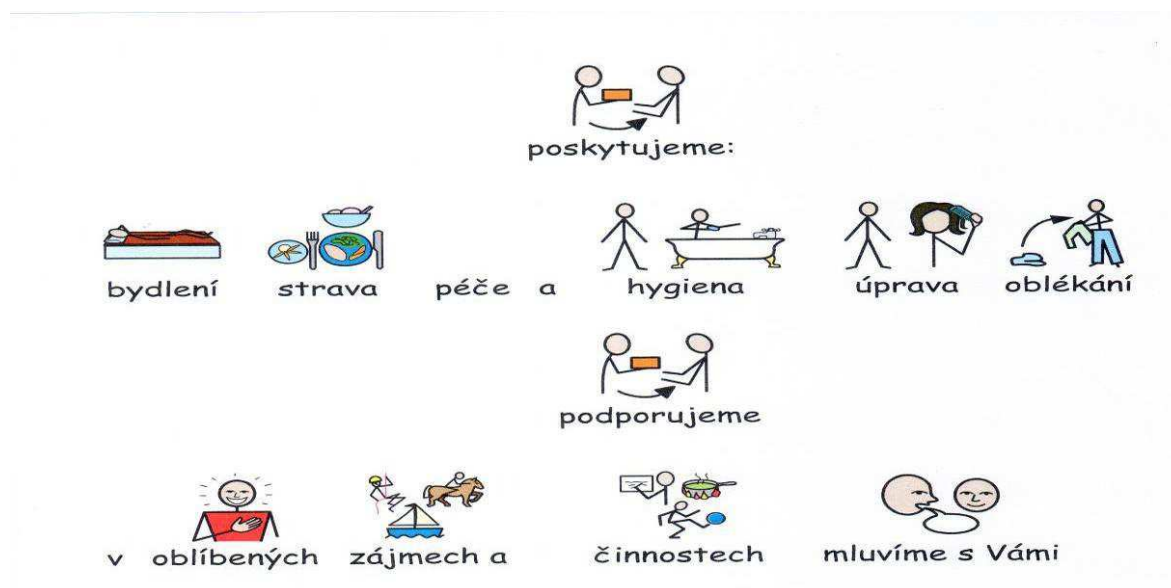 poskytujeme:
bydlení strava péče a hygiena úprava oblékání
podporujeme
v oblíbených zájmech a činnostech mluvíme s Vámi